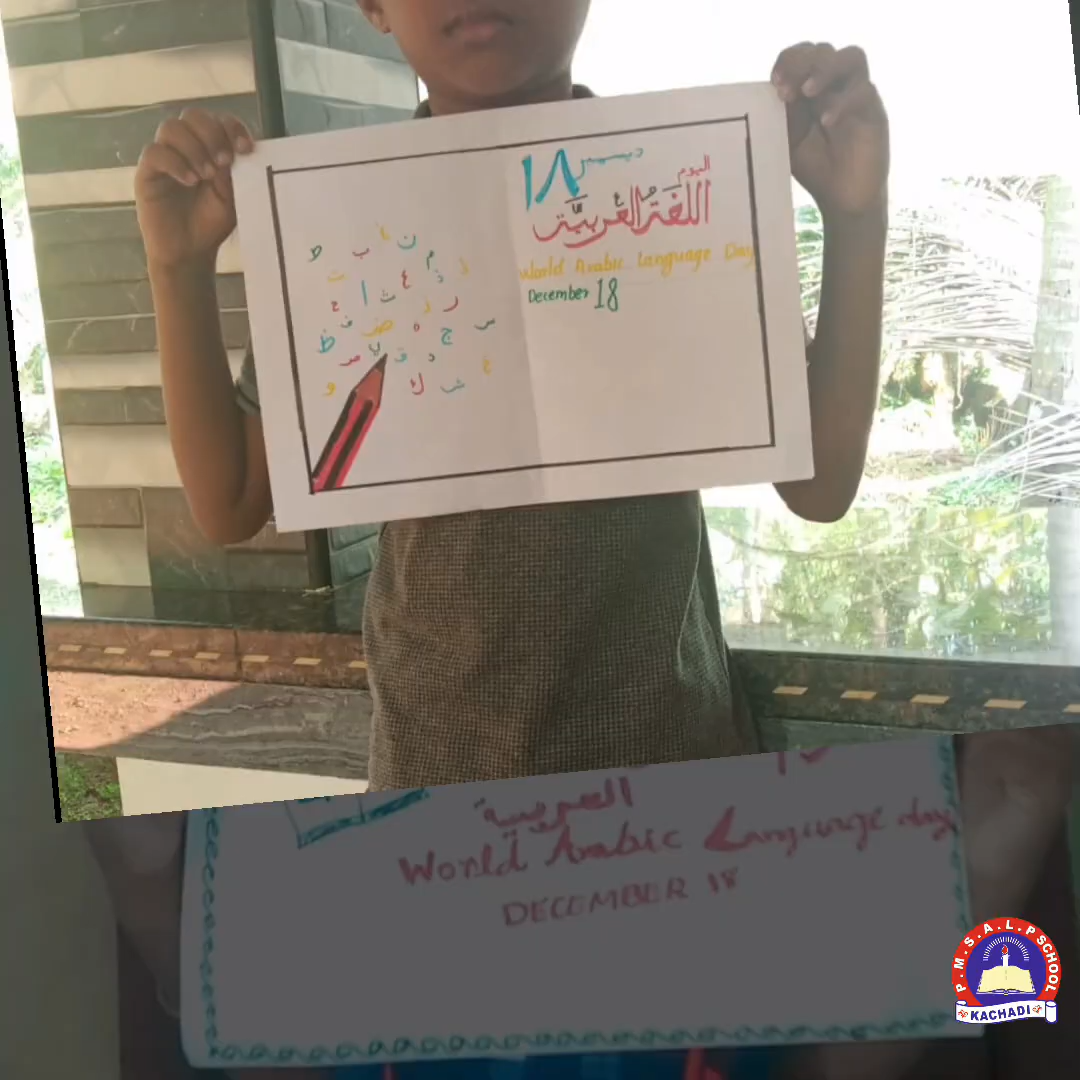 ديسمبر ١٨
اليوم
اللغة العربية
World Arabic Language Day
December 18
ن
ب
ط
م
ع
ث
أ
ر
ض
ه
ج
س
ظ
ي
د
ك
ش
و
العربية
World Arabic Language day
DECEMBER 18
P.M.S.A.L.P SCHOOL
KACHADI